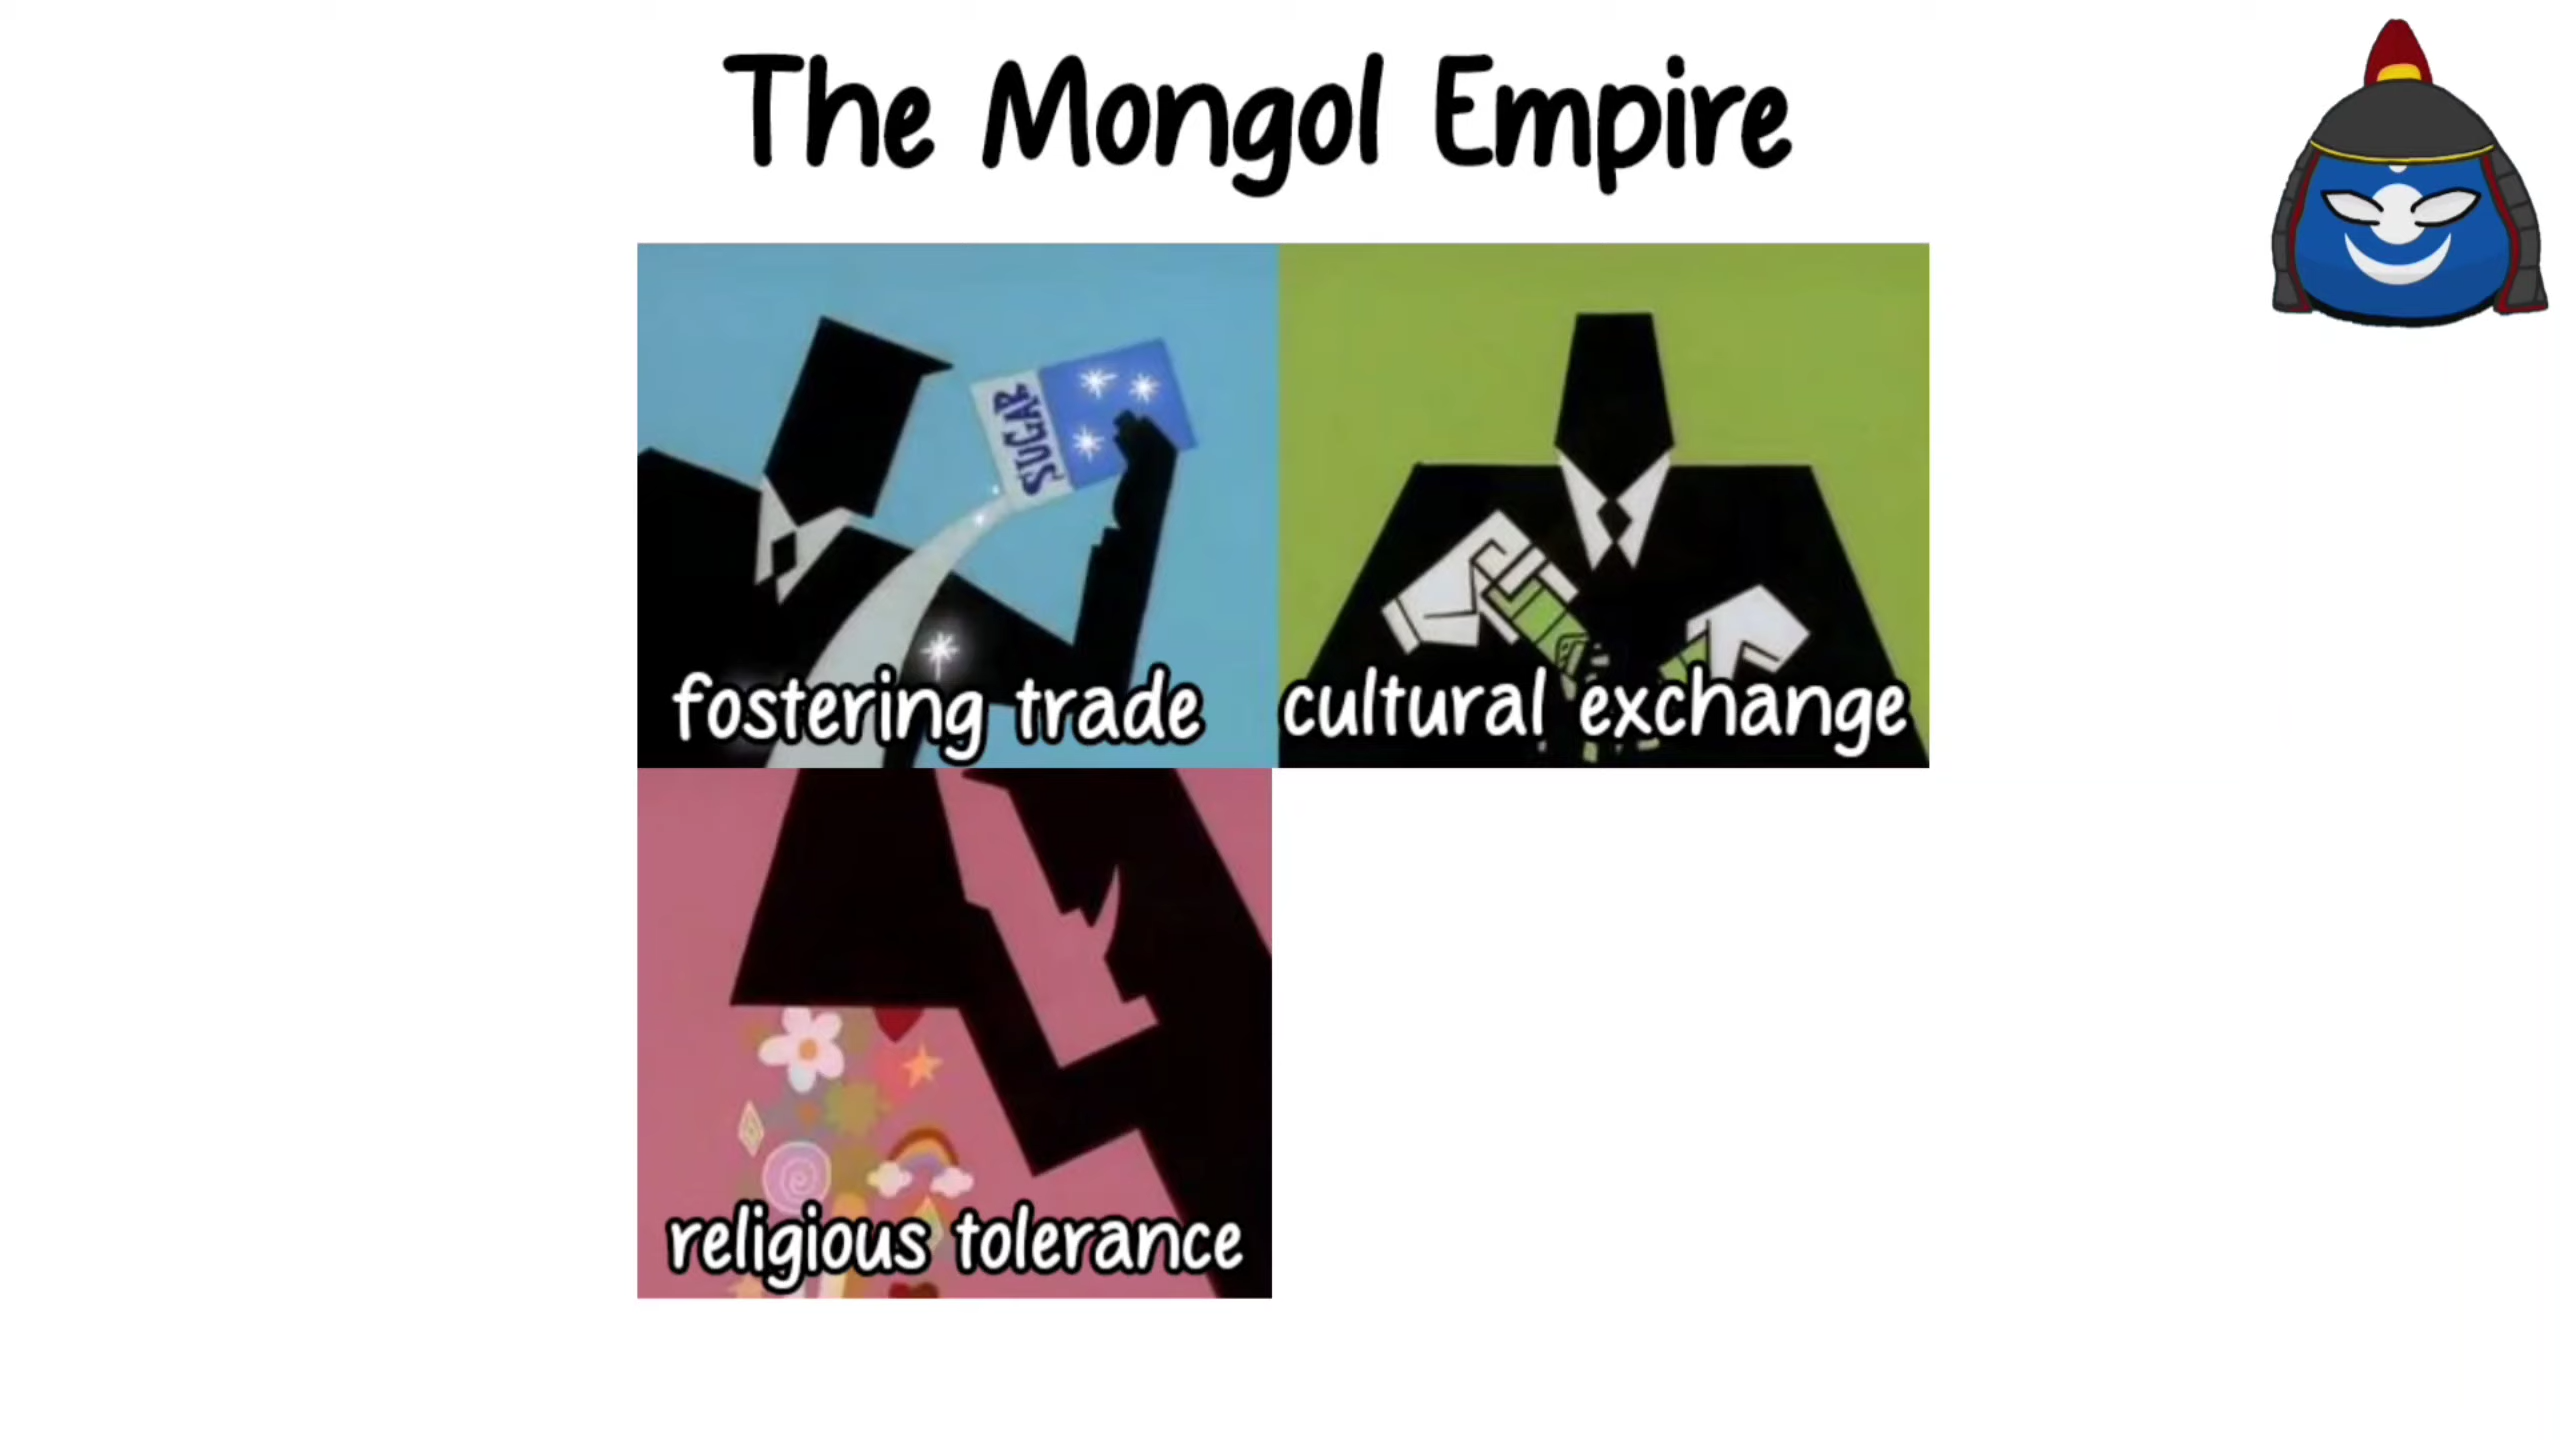 The Mongol Empire
SUGAR
fostering trade
cultural exchange
religious tolerance